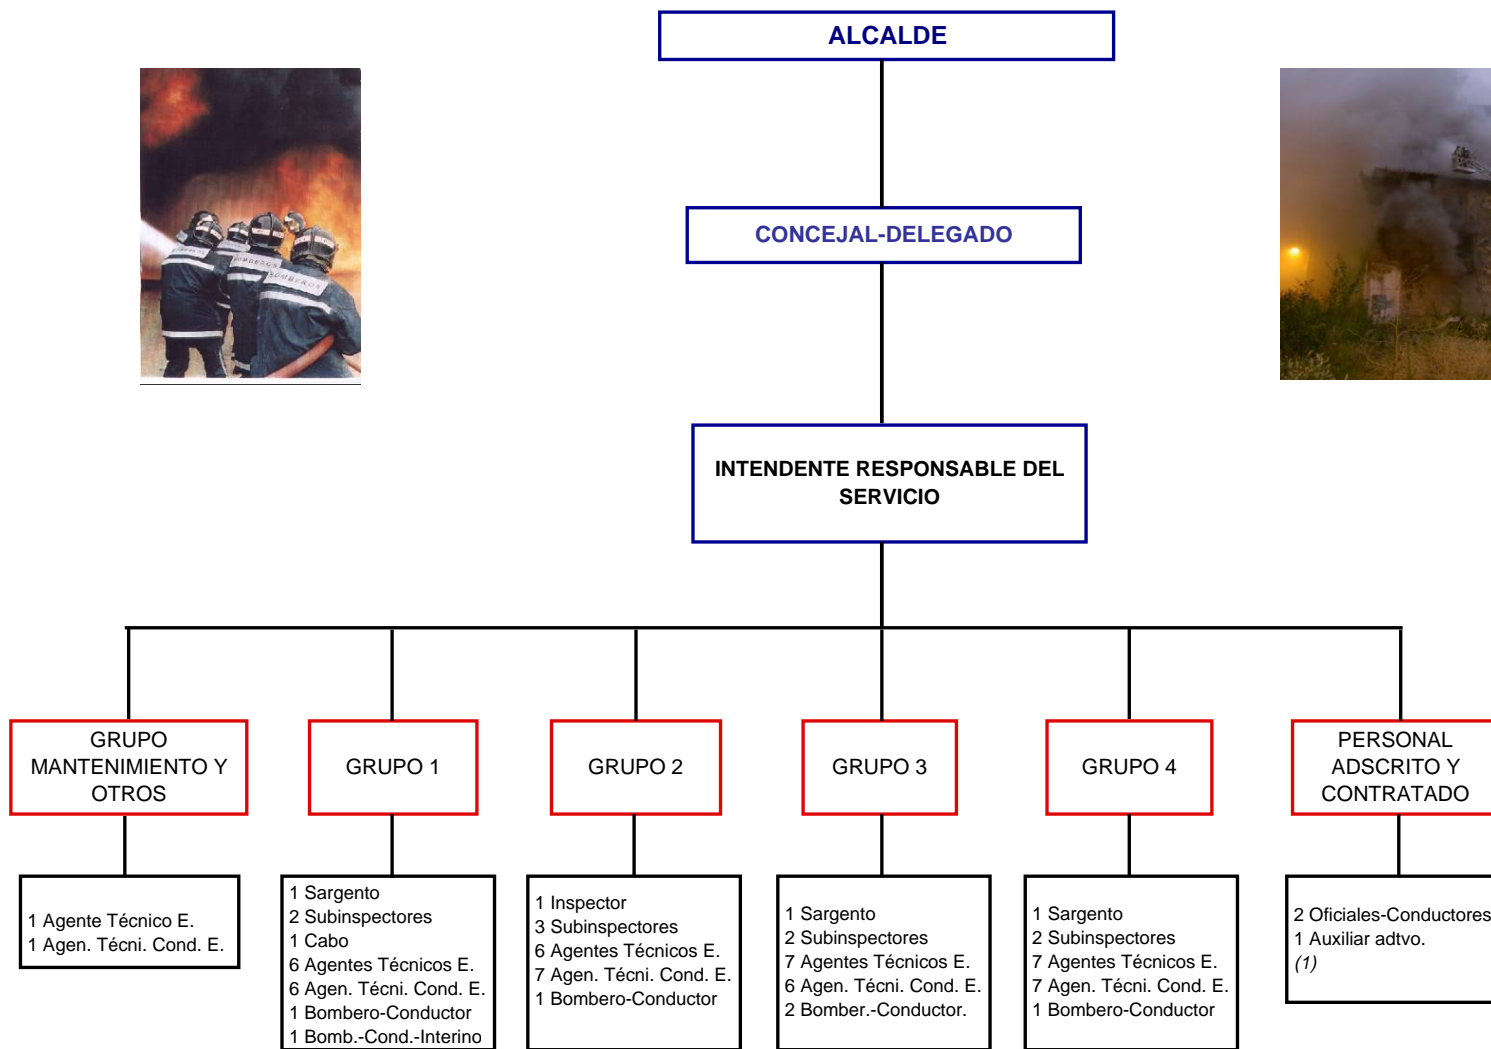 ALCALDE
CONCEJAL-DELEGADO
INTENDENTE RESPONSABLE DEL
SERVICIO
GRUPO
MANTENIMIENTO Y
OTROS
GRUPO 1
GRUPO 2
GRUPO 3
GRUPO 4
PERSONAL
ADSCRITO Y
CONTRATADO
1 Agente Técnico E.
1 Agen. Técni. Cond. E.
1 Sargento
2 Subinspectores
1 Cabo
6 Agentes Técnicos E.
6 Agen. Técni. Cond. E.
1 Bombero-Conductor
1 Bomb.-Cond.-Interino
1 Inspector
3 Subinspectores
6 Agentes Técnicos E.
7 Agen. Técni. Cond. E.
1 Bombero-Conductor
1 Sargento
2 Subinspectores
7 Agentes Técnicos E.
6 Agen. Técni. Cond. E.
2 Bomber.-Conductor.
1 Sargento
2 Subinspectores
7 Agentes Técnicos E.
7 Agen. Técni. Cond. E.
1 Bombero-Conductor
2 Oficiales-Conductores
1 Auxiliar adtvo.
(1)
BOMBEROS